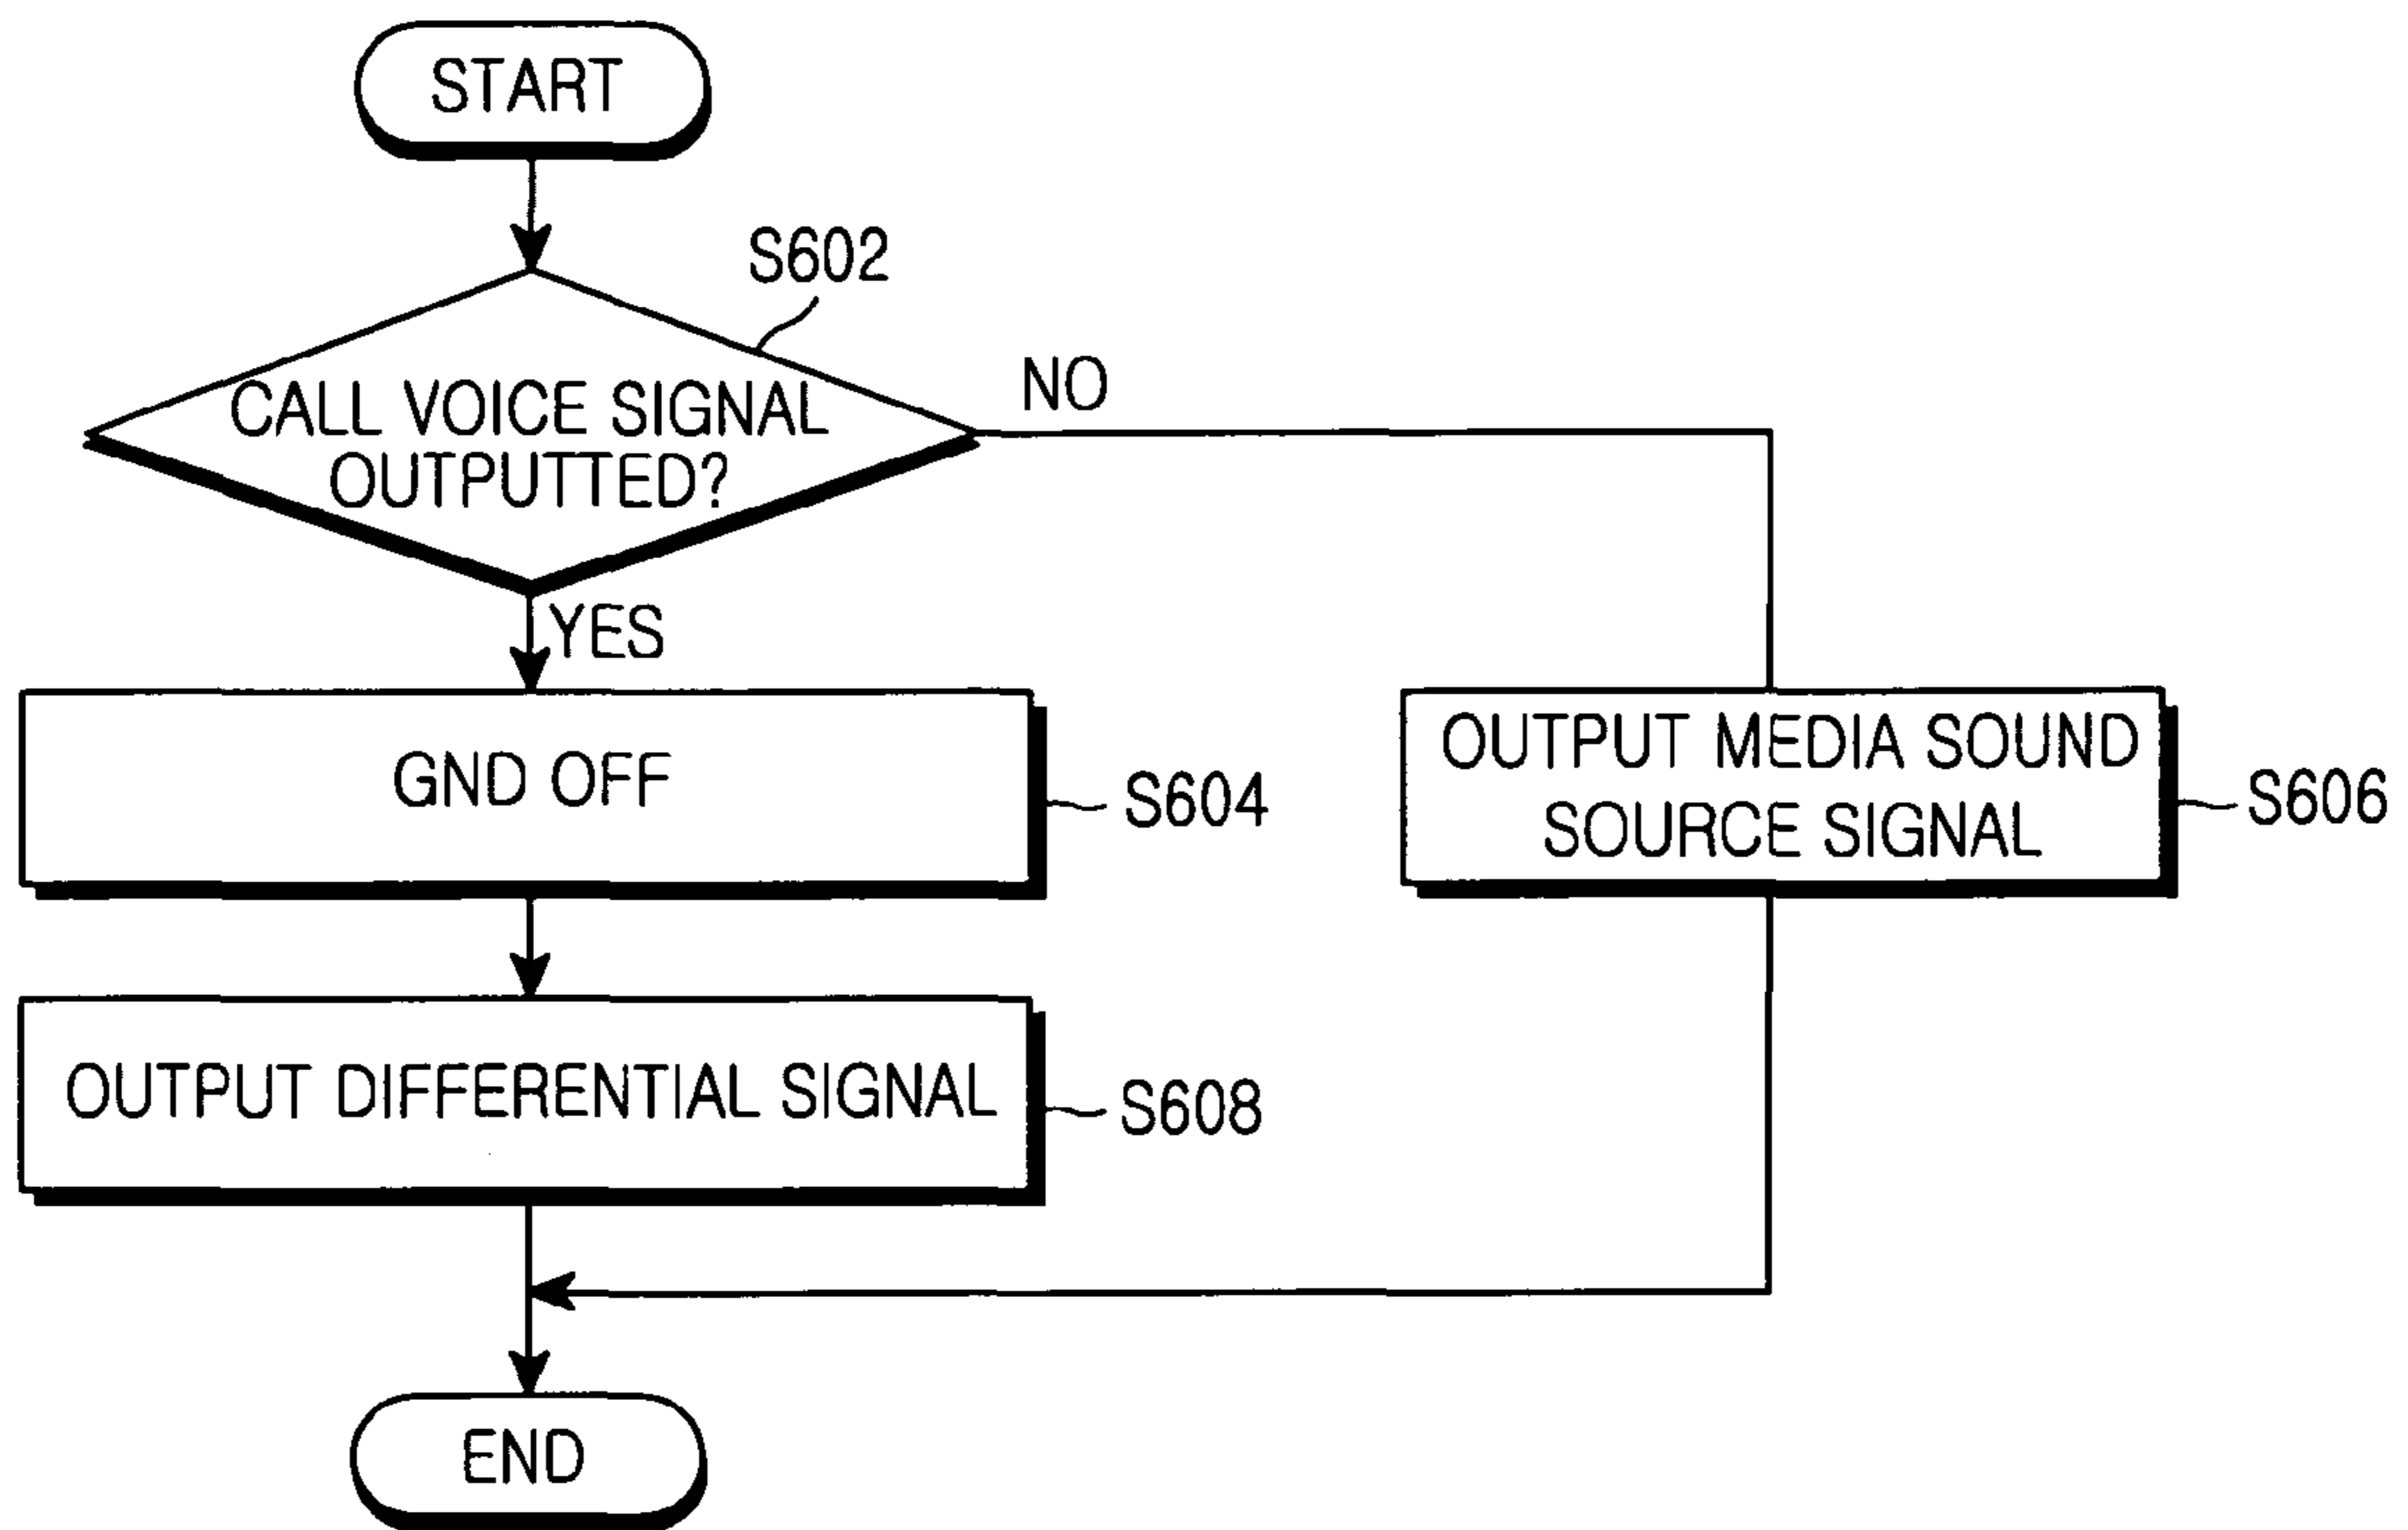 START
S602
NO
CALL VOICE SIGNAL
OUTPUTTED?
YES
GND OFF
S604
OUTPUT MEDIA SOUND
SOURCE SIGNAL
S606
OUTPUT DIFFERENTIAL SIGNAL
S608
END